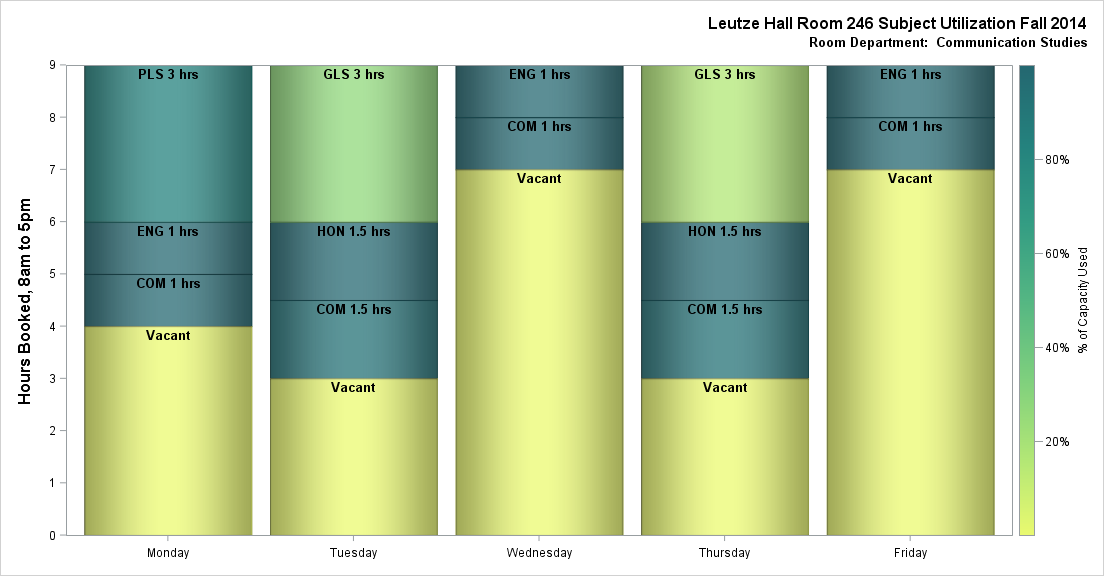 Leutze Hall Room 246 Subject Utilization Fall 2014
Room Department: Communication Studies
Hours Booked, 8am to 5pm
9
8
7
6
5
4
3
2
1
0
PLS 3 hrs
ENG 1 hrs
COM 1 hrs
Vacant
GLS 3 hrs
HON 1.5 hrs
COM 1.5 hrs
Vacant
ENG 1 hrs
COM 1 hrs
Vacant
GLS 3 hrs
HON 1.5 hrs
COM 1.5 hrs
Vacant
ENG 1 hrs
COM 1 hrs
Vacant
Monday
Tuesday
Wednesday
Thursday
Friday
80%
60%
40%
20%
% of Capacity Used